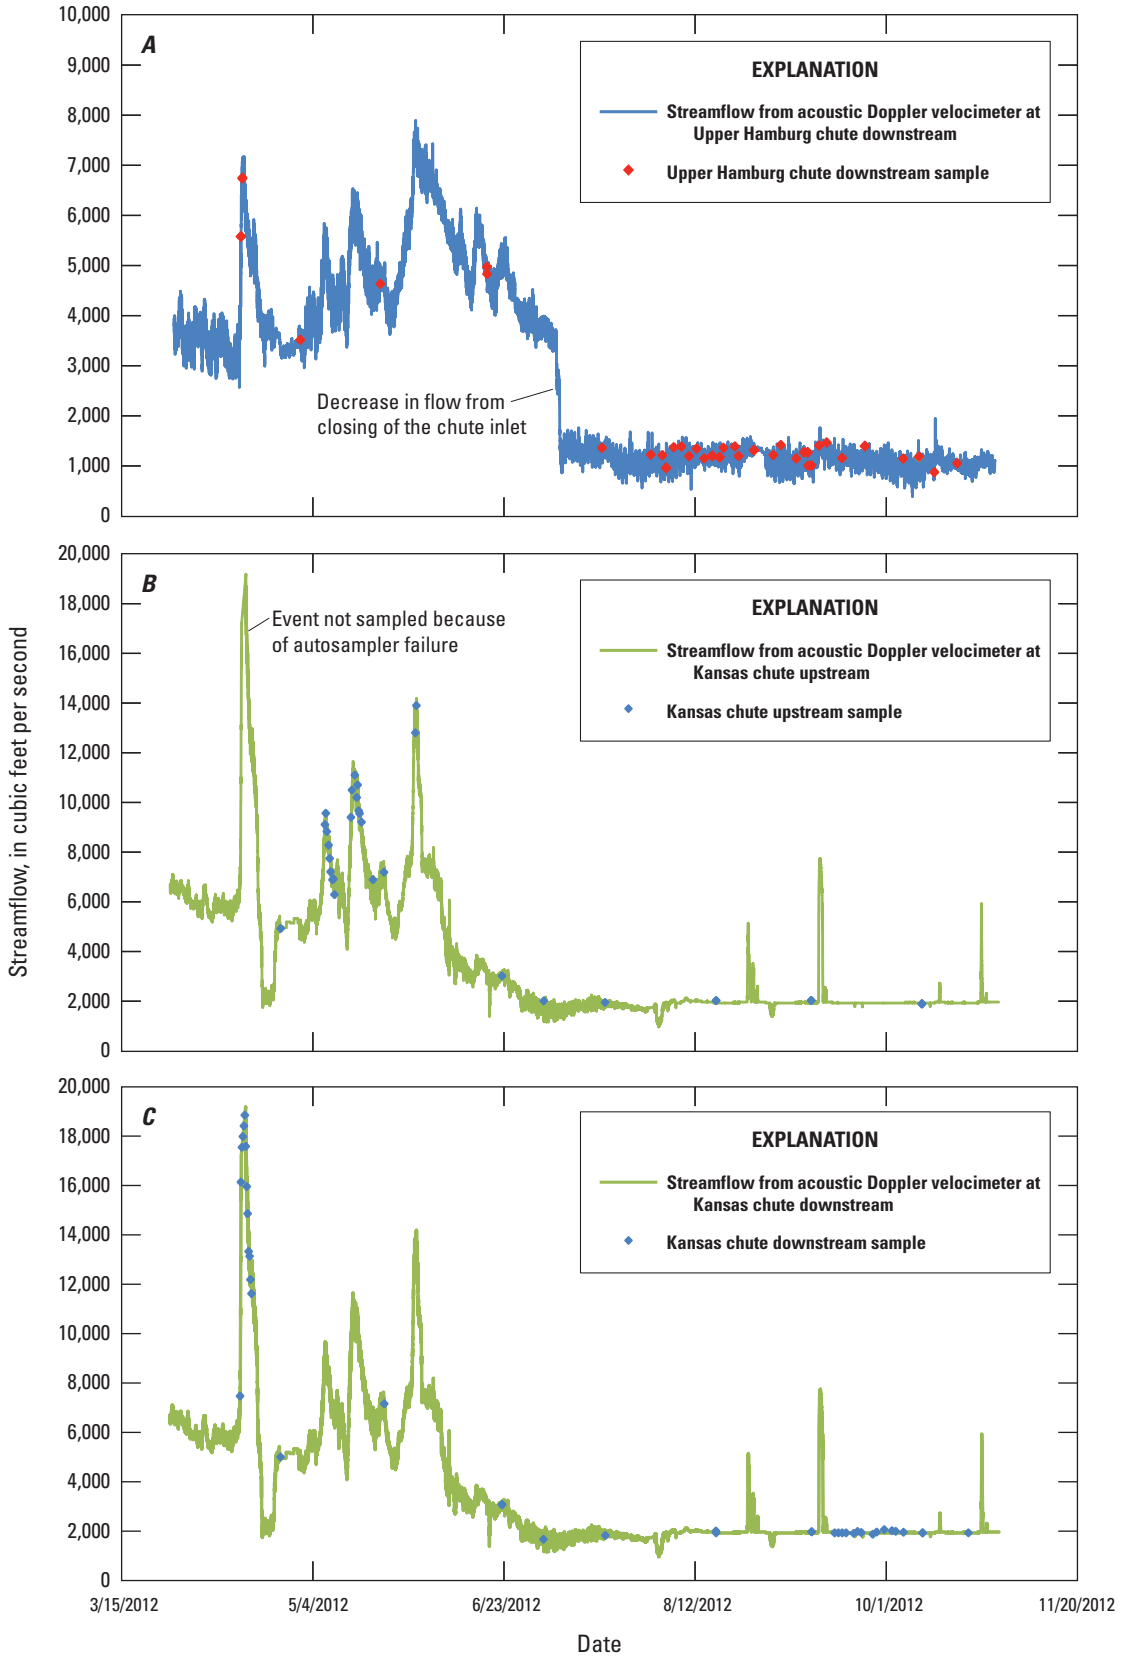 A
10,000
9,000
8,000
7,000
6,000
5,000
4,000
3,000
2,000
1,000
0
EXPLANATION
Streamflow from acoustic Doppler velocimeter at
Upper Hamburg chute downstream
Upper Hamburg chute downstream sample
Decrease in flow from
closing of the chute inlet
B
20,000
18,000
16,000
14,000
12,000
10,000
8,000
6,000
4,000
2,000
0
Event not sampled because
of autosampler failure
EXPLANATION
Streamflow from acoustic Doppler velocimeter at
Kansas chute upstream
Kansas chute upstream sample
Streamflow, in cubic feet per second
C
20,000
18,000
16,000
14,000
12,000
10,000
8,000
6,000
4,000
2,000
0
EXPLANATION
Streamflow from acoustic Doppler velocimeter at
Kansas chute downstream
Kansas chute downstream sample
3/15/2012 5/4/2012 6/23/2012 8/12/2012 10/1/2012 11/20/2012
Date